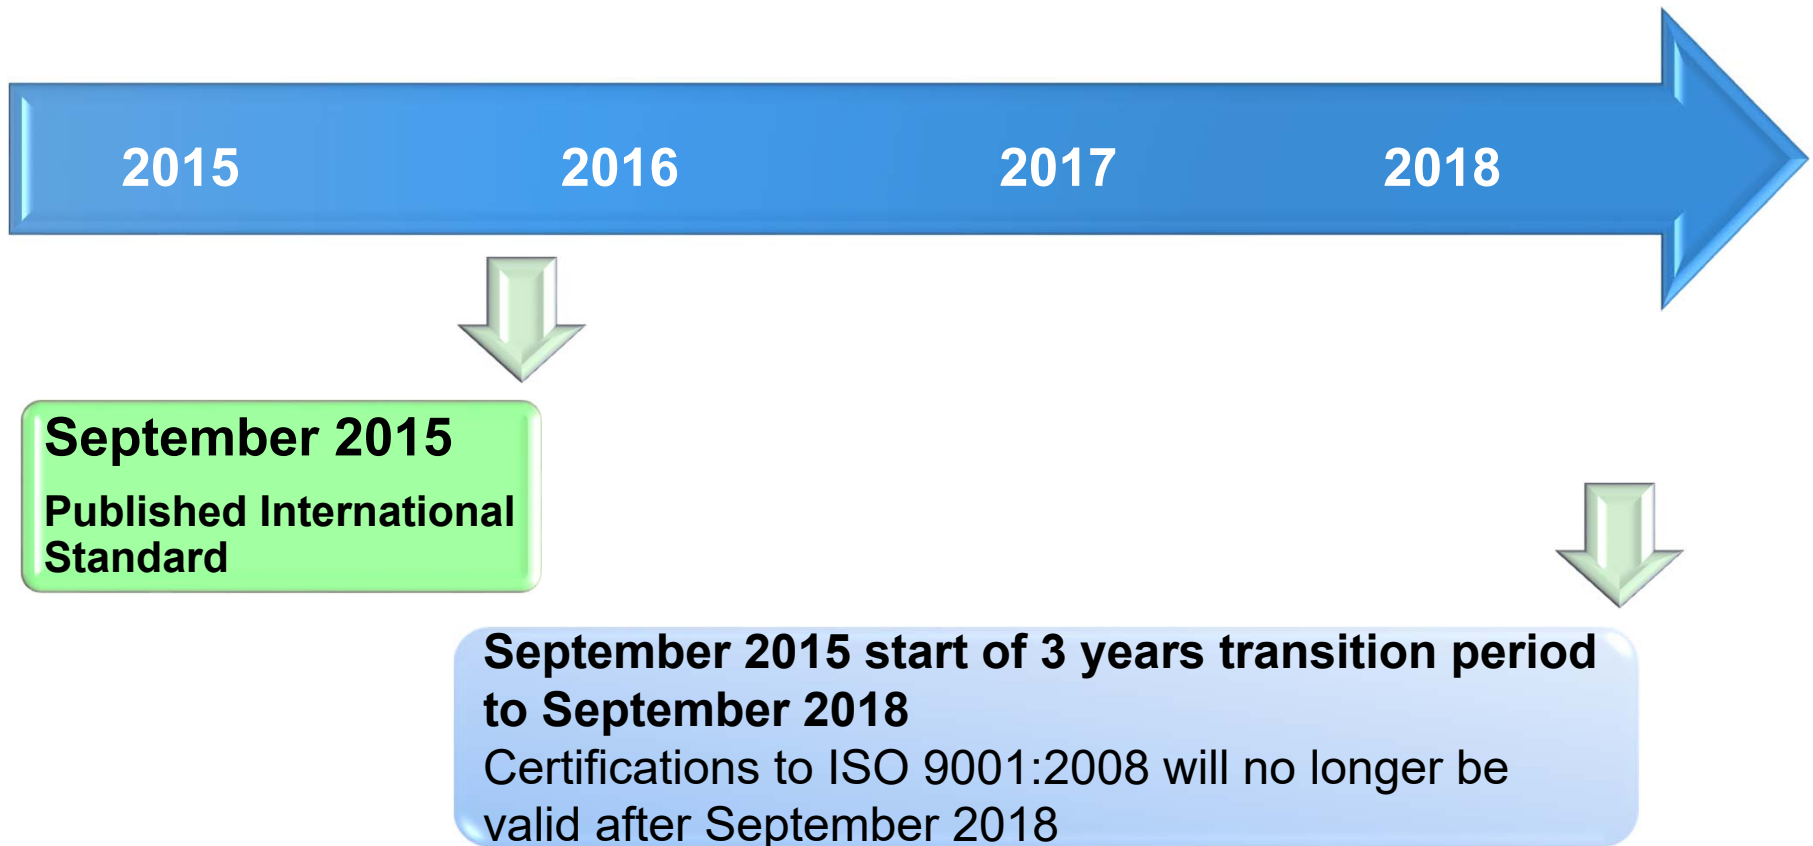 2015 2016 2017 2018
September 2015
Published International
Standard
September 2015 start of 3 years transition period
to September 2018
Certifications to ISO 9001:2008 will no longer be
valid after September 2018